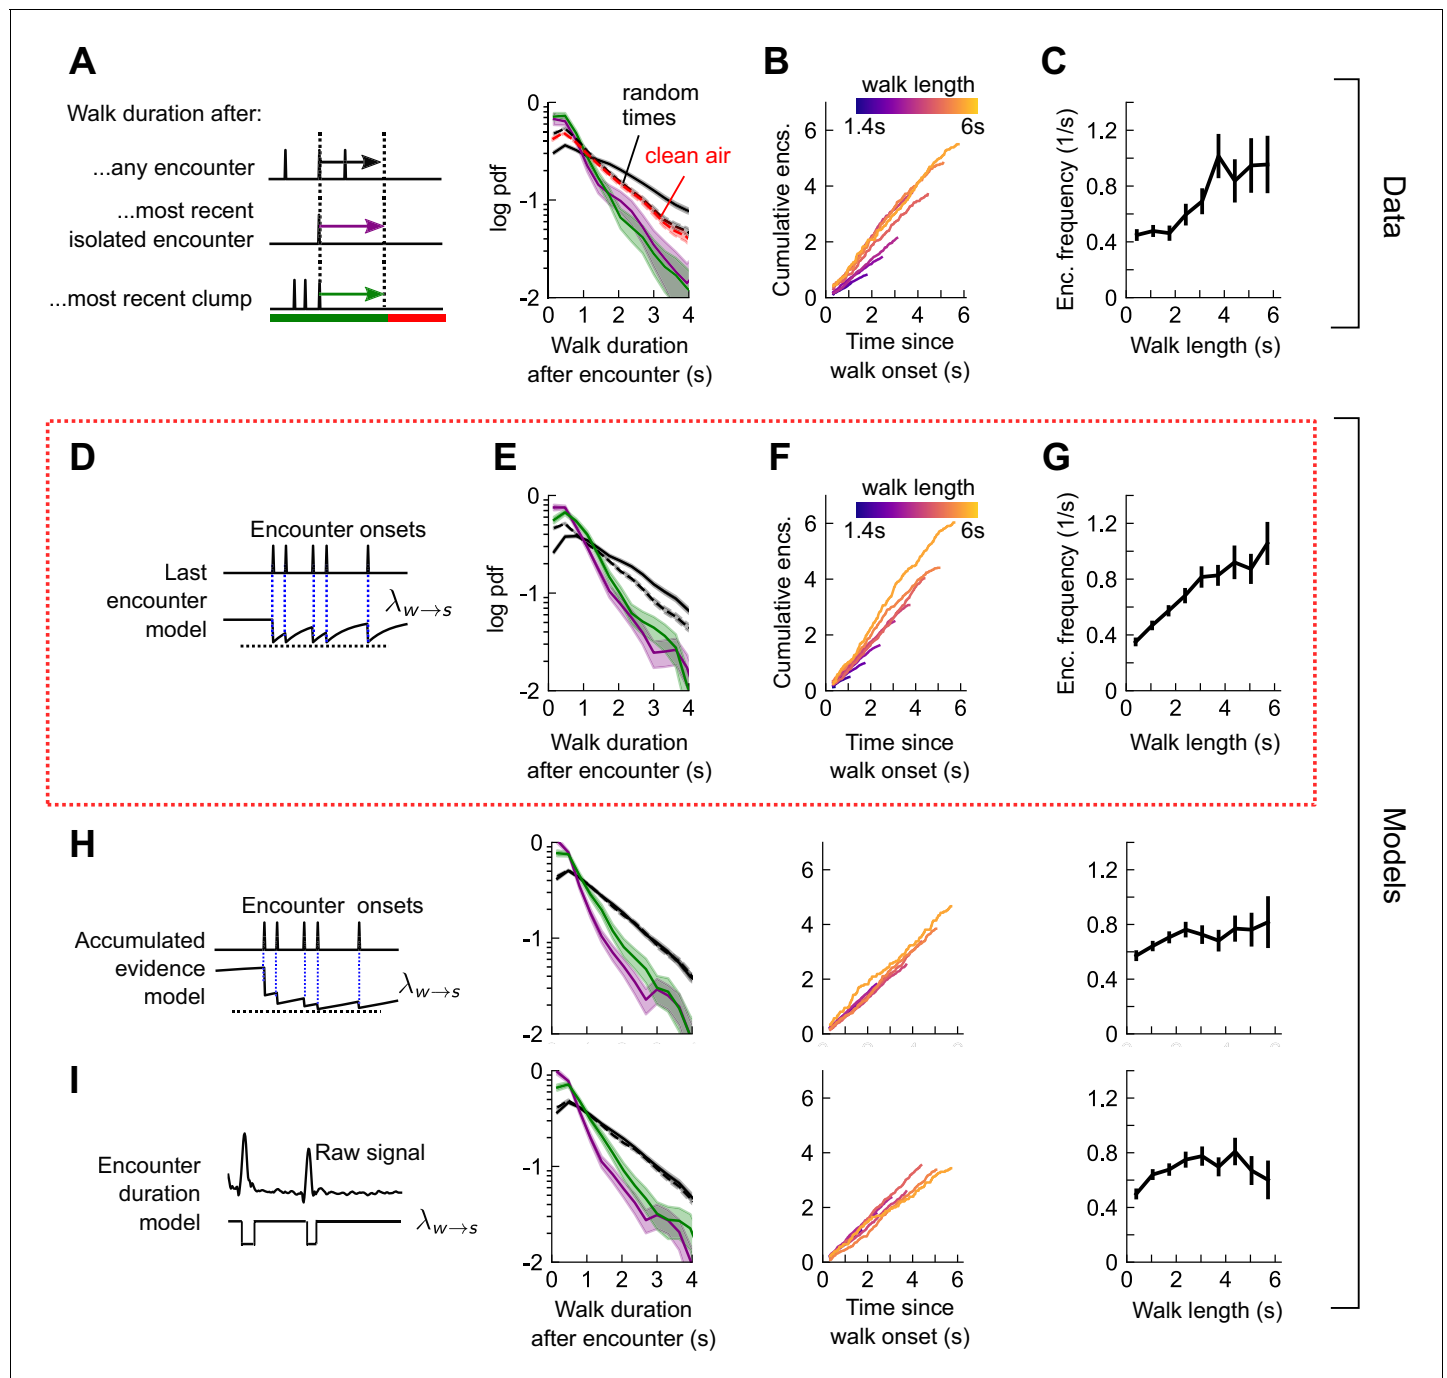 A
Walk duration after:
...any encounter
...most recent
isolated encounter
...most recent clump
0
-1
-2
log pdf
random
times
clean air
0 1 2 3 4
Walk duration
after encounter (s)
B
walk length
1.4s 6s
6
4
2
0
Cumulative encs.
0 2 4 6
Time since
walk onset (s)
C
Enc. frequency (1/s)
1.2
0.8
0.4
0
0 2 4 6
Walk length (s)
Data
D
Encounter onsets
Last
encounter
model
λw→s
E
0
-1
-2
log pdf
0 1 2 3 4
Walk duration
after encounter (s)
F
walk length
1.4s 6s
6
4
2
0
Cumulative encs.
0 2 4 6
Time since
walk onset (s)
G
Enc. frequency (1/s)
1.2
0.8
0.4
0
0 2 4 6
Walk length (s)
Models
H
Encounter onsets
Accumulated
evidence
model
λw→s
0
-1
-2
6
4
2
0
1.2
0.8
0.4
0
I
Raw signal
Encounter
duration
model
λw→s
0
-1
-2
0 1 2 3 4
Walk duration
after encounter (s)
6
4
2
0
0 2 4 6
Time since
walk onset (s)
1.2
0.8
0.4
0
0 2 4 6
Walk length (s)